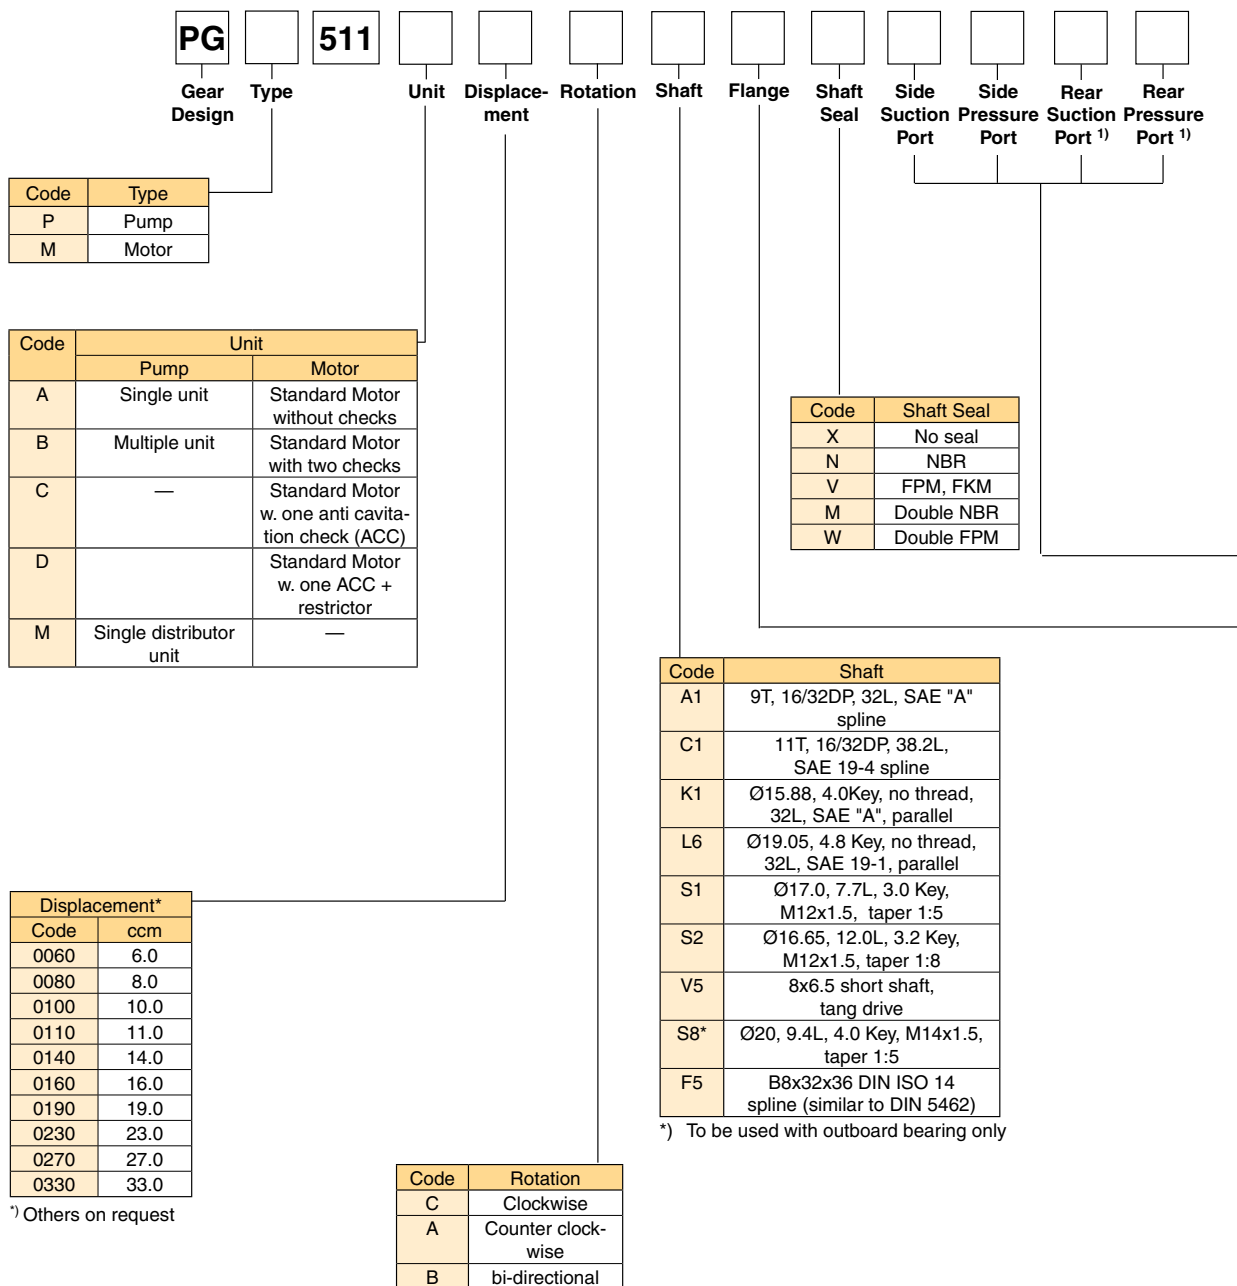 PG 511
Gear Design
Type
Unit
Displace-
ment
Rotation
Shaft
Flange
Shaft
Seal
Side
Suction
Port
Side
Pressure
Port
Rear
Suction
Port 1)
Rear
Pressure
Port 1)
Code Type
P Pump
M Motor
Code Unit
Pump Motor
A Single unit Standard Motor
without checks
B Multiple unit Standard Motor
with two checks
C — Standard Motor
w. one anti cavita-
tion check (ACC)
D Standard Motor
w. one ACC +
restrictor
M Single distributor —
unit
Code Shaft Seal
X No seal
N NBR
V FPM, FKM
M Double NBR
W Double FPM
Code Shaft
A1 9T, 16/32DP, 32L, SAE "A"
spline
C1 11T, 16/32DP, 38.2L,
SAE 19-4 spline
K1 Ø15.88, 4.0Key, no thread,
32L, SAE "A", parallel
L6 Ø19.05, 4.8 Key, no thread,
32L, SAE 19-1, parallel
S1 Ø17.0, 7.7L, 3.0 Key,
M12x1.5, taper 1:5
S2 Ø16.65, 12.0L, 3.2 Key,
M12x1.5, taper 1:8
V5 8x6.5 short shaft,
tang drive
S8* Ø20, 9.4L, 4.0 Key, M14x1.5,
taper 1:5
F5 B8x32x36 DIN ISO 14
spline (similar to DIN 5462)
*) To be used with outboard bearing only
Displacement*
Code ccm
0060 6.0
0080 8.0
0100 10.0
0110 11.0
0140 14.0
0160 16.0
0190 19.0
0230 23.0
0270 27.0
0330 33.0
*) Others on request
Code Rotation
C Clockwise
A Counter clock-
wise
B bi-directional